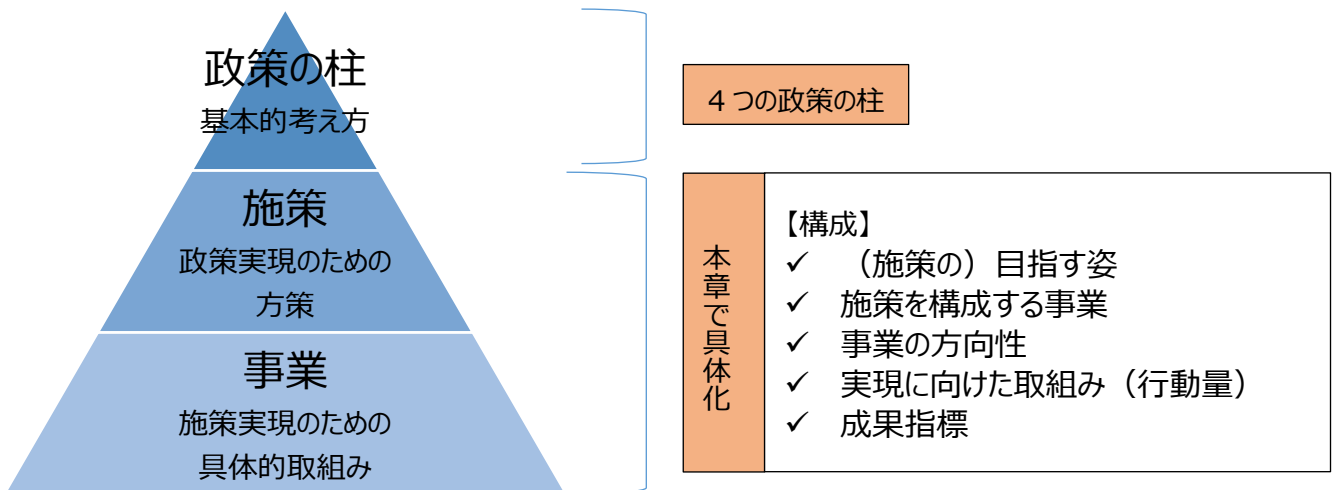 政策の柱
基本的考え方
施策
政策実現のための
方策
事業
施策実現のための
具体的取組み
４つの政策の柱
本章で具体化
【構成】
✓ （施策の）目指す姿
✓ 施策を構成する事業
✓ 事業の方向性
✓ 実現に向けた取組み（行動量）
✓ 成果指標